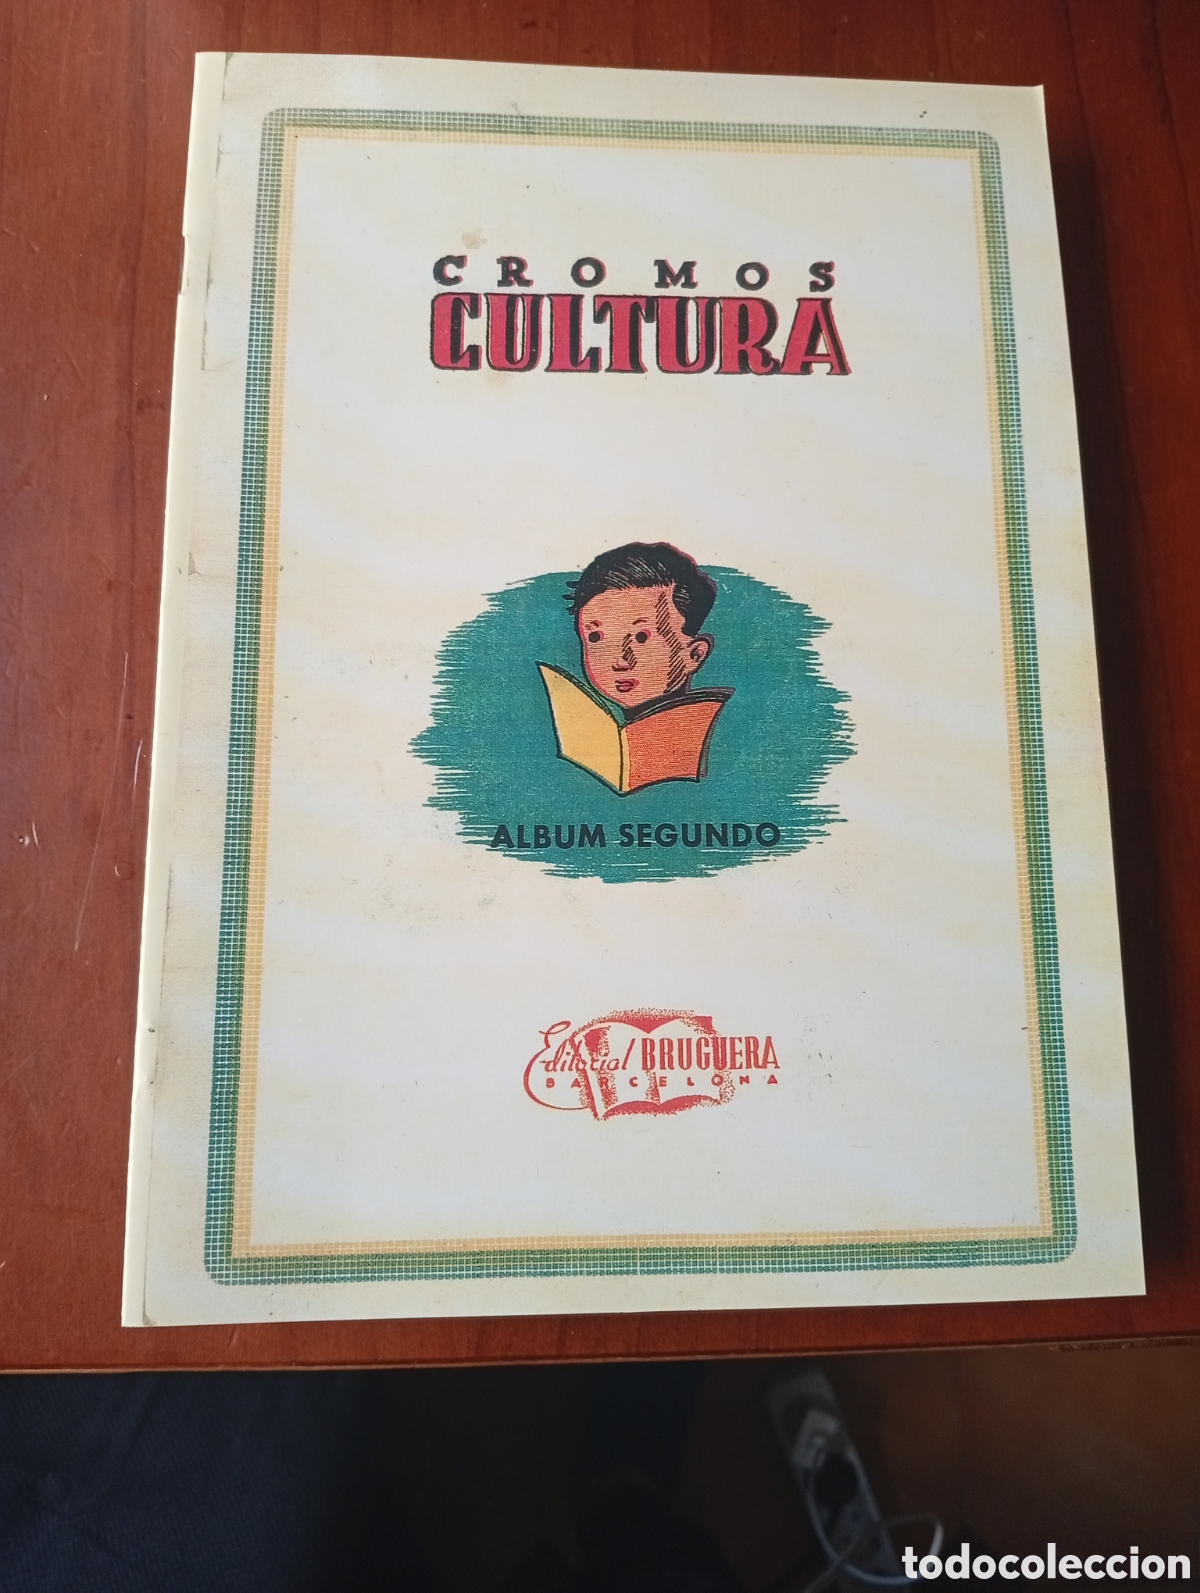 CROMOS
CULTURA
ALBUM SEGUNDO
Editorial BRUGUERA
BARCELONA
todocoleccion